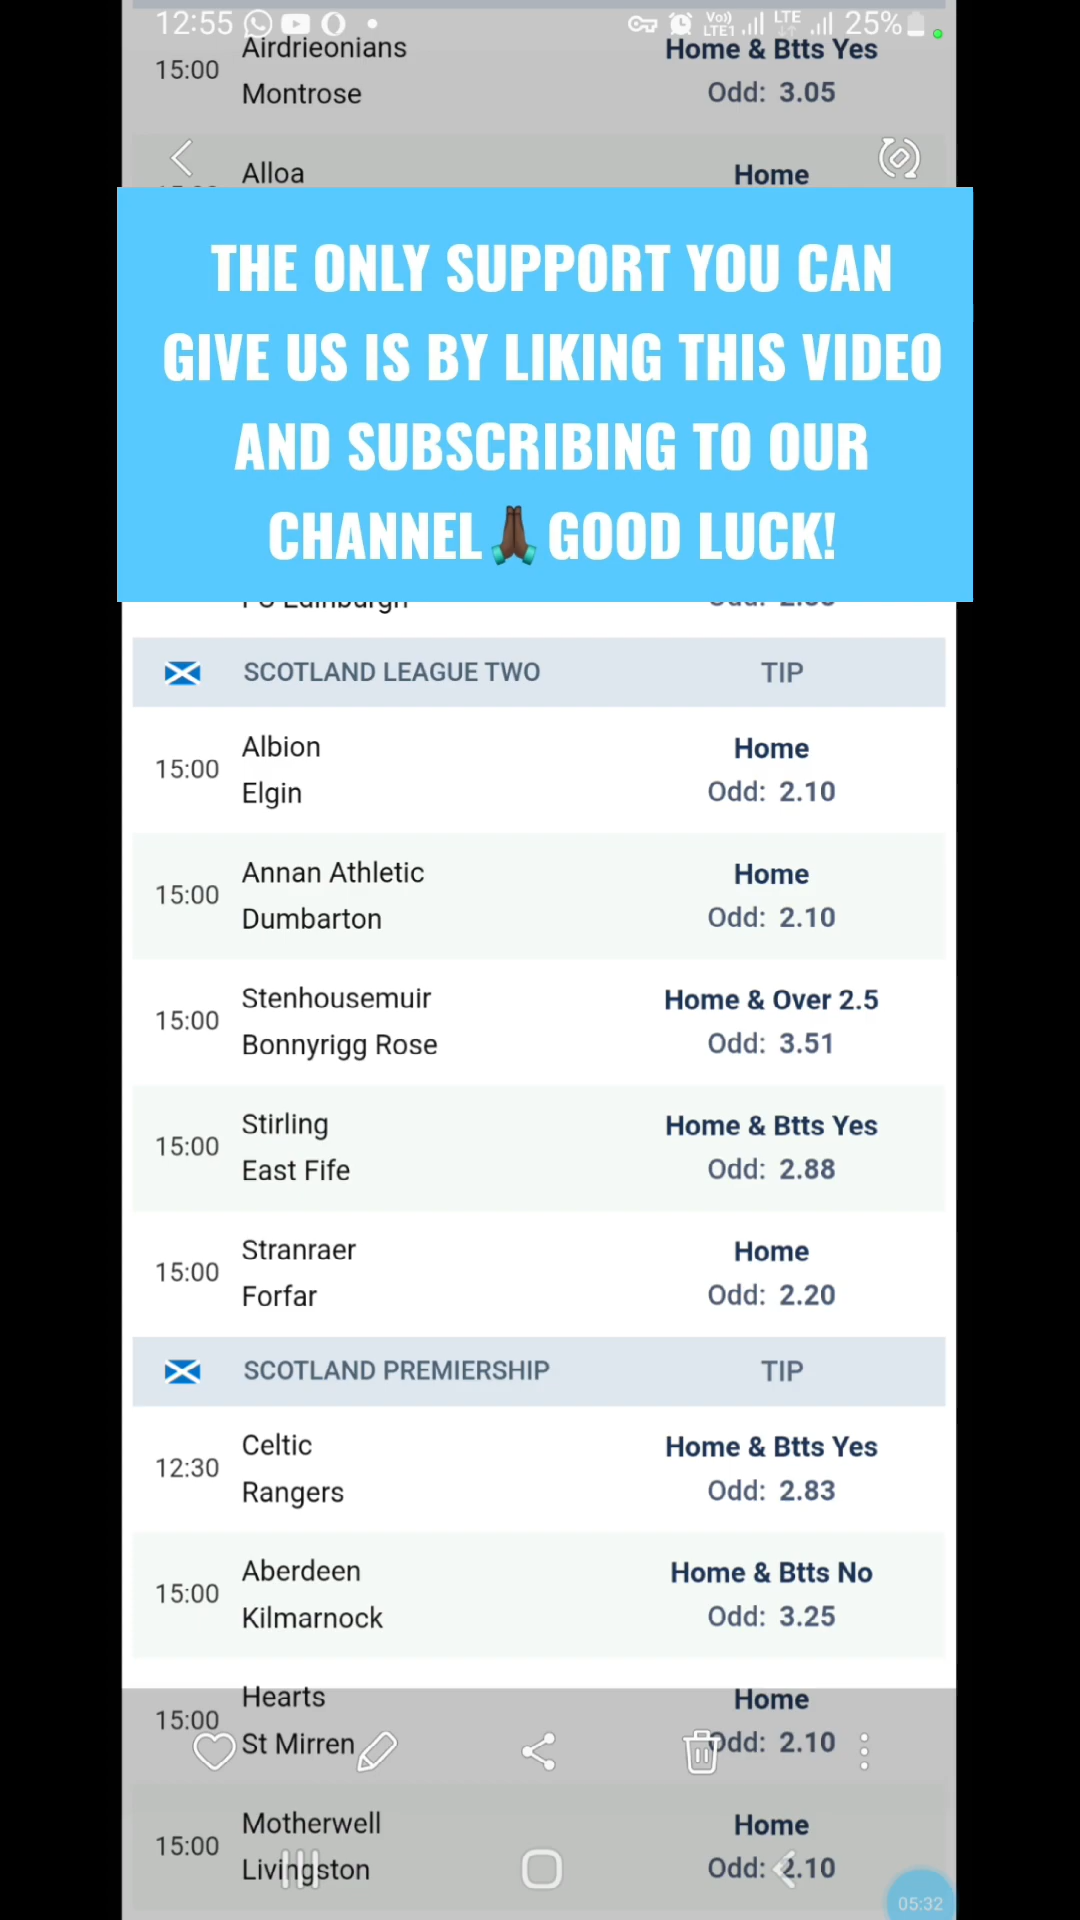 12:55
Vo)) LTE1 LTE 25%
Airdrieonians Home & Btts Yes
15:00
Montrose Odd: 3.05
Alloa Home
THE ONLY SUPPORT YOU CAN
GIVE US IS BY LIKING THIS VIDEO
AND SUBSCRIBING TO OUR
CHANNEL🙏🏿GOOD LUCK!
SCOTLAND LEAGUE TWO TIP
Albion Home
15:00
Elgin Odd: 2.10
Annan Athletic Home
15:00
Dumbarton Odd: 2.10
Stenhousemuir Home & Over 2.5
15:00
Bonnyrigg Rose Odd: 3.51
Stirling Home & Btts Yes
15:00
East Fife Odd: 2.88
Stranraer Home
15:00
Forfar Odd: 2.20
SCOTLAND PREMIERSHIP TIP
Celtic Home & Btts Yes
12:30
Rangers Odd: 2.83
Aberdeen Home & Btts No
15:00
Kilmarnock Odd: 3.25
Hearts Home
15:00
St Mirren Odd: 2.10
Motherwell Home
15:00
Livingston Odd: 2.10
05:32